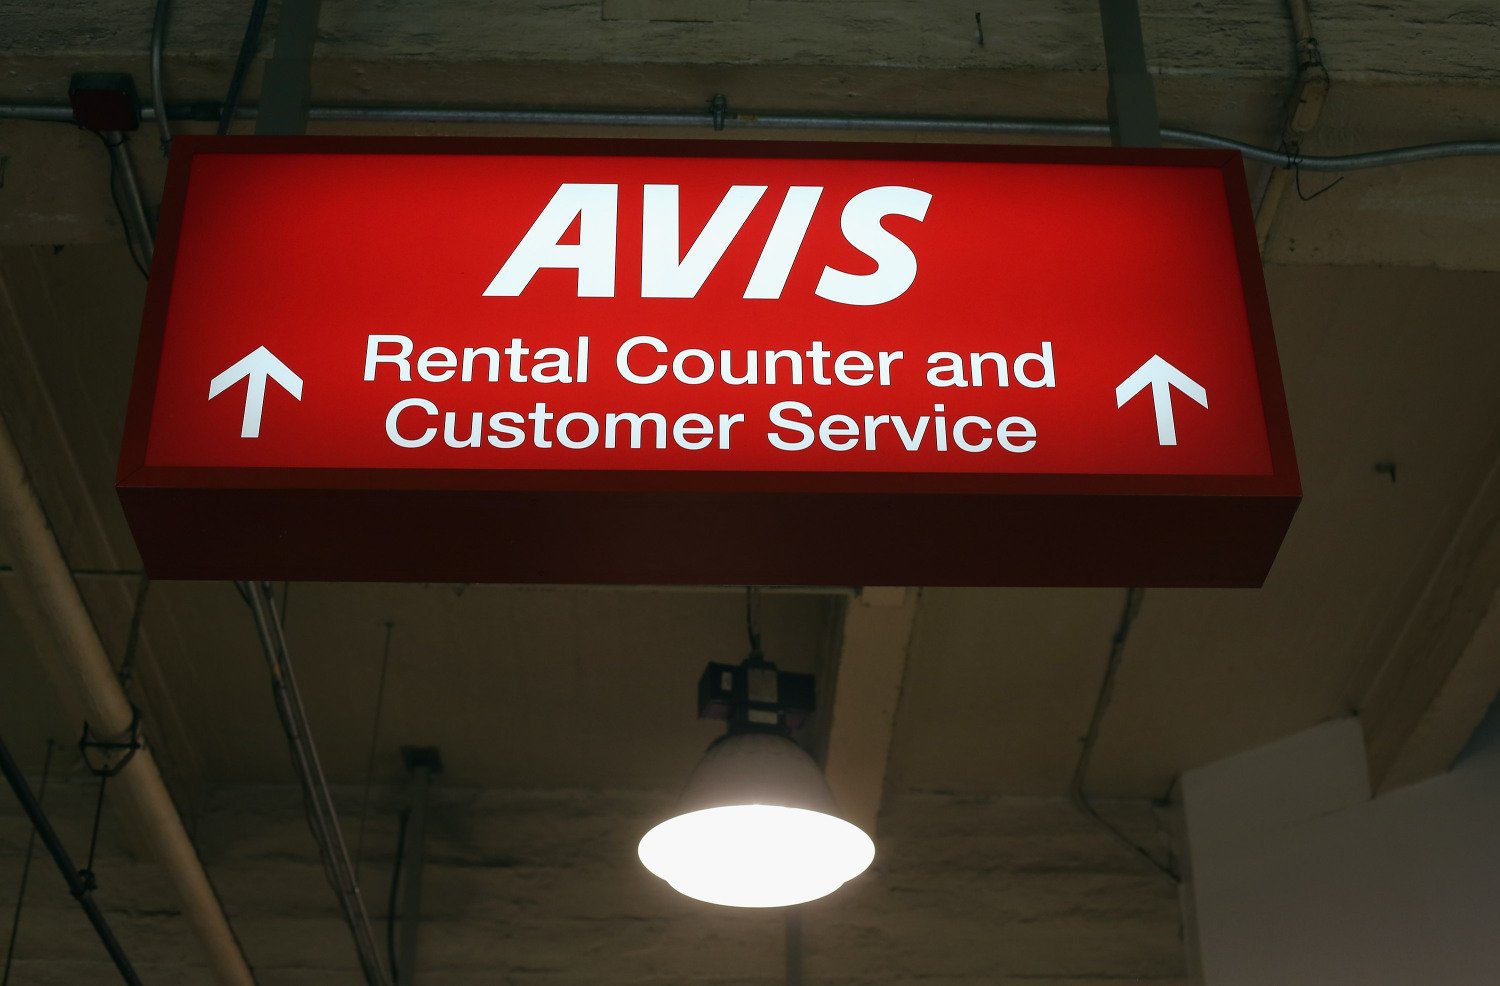 AVIS
Rental Counter and
Customer Service